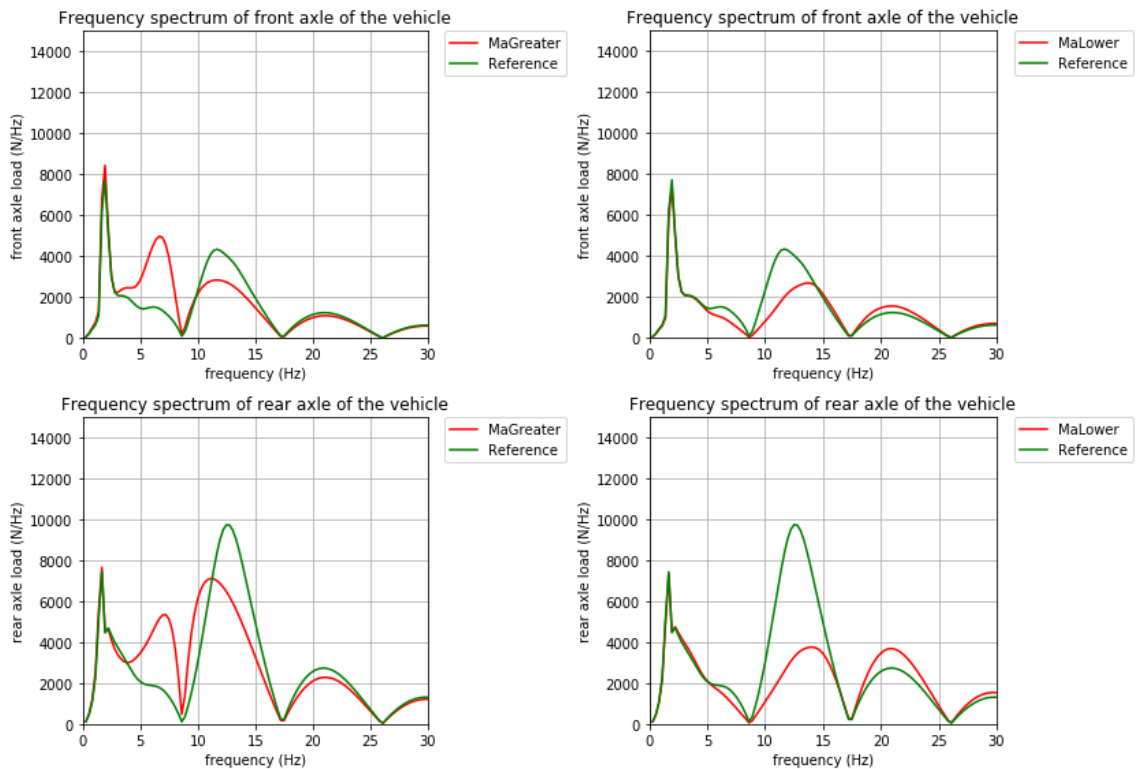 Frequency spectrum of front axle of the vehicle
front axle load (N/Hz)
14000
12000
10000
8000
6000
4000
2000
0
0 5 10 15 20 25 30
frequency (Hz)
MaGreater
Reference
Frequency spectrum of front axle of the vehicle
front axle load (N/Hz)
14000
12000
10000
8000
6000
4000
2000
0
0 5 10 15 20 25 30
frequency (Hz)
MaLower
Reference
Frequency spectrum of rear axle of the vehicle
rear axle load (N/Hz)
14000
12000
10000
8000
6000
4000
2000
0
0 5 10 15 20 25 30
frequency (Hz)
MaGreater
Reference
Frequency spectrum of rear axle of the vehicle
rear axle load (N/Hz)
14000
12000
10000
8000
6000
4000
2000
0
0 5 10 15 20 25 30
frequency (Hz)
MaLower
Reference